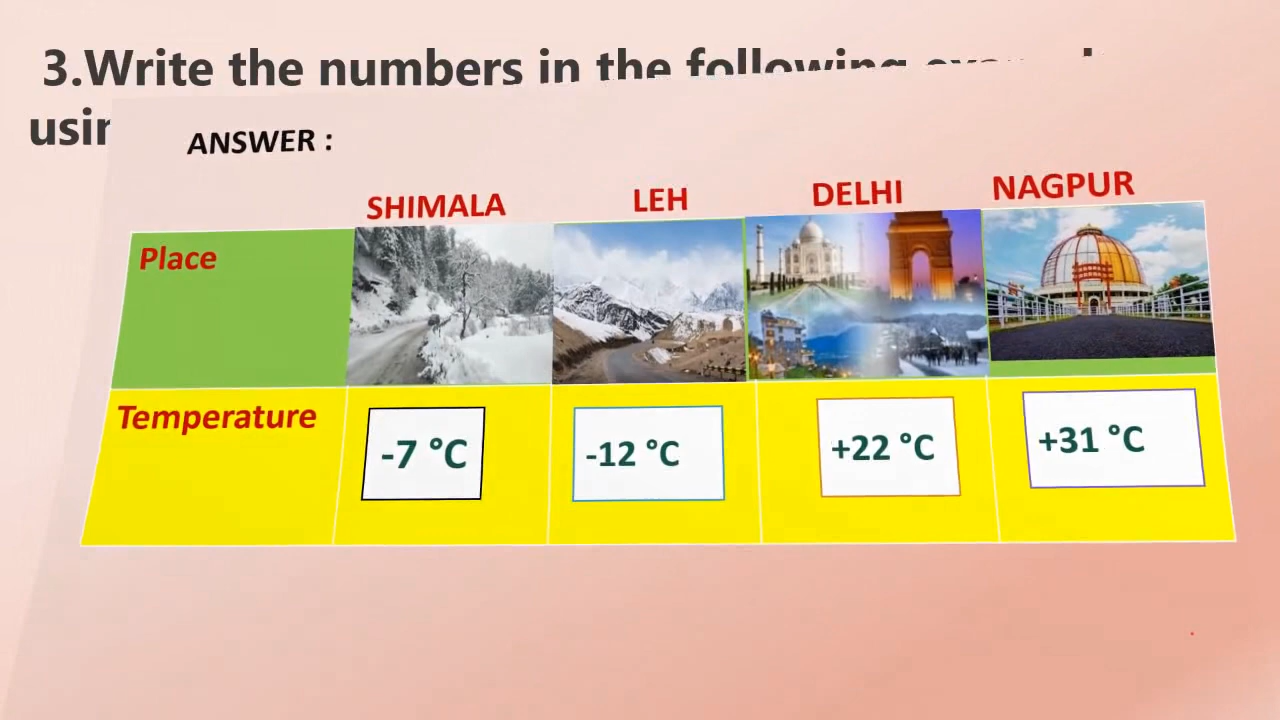 3.Write the numbers in the following
ANSWER :
SHIMALA LEH DELHI NAGPUR
Place
Temperature -7 °C -12 °C +22 °C +31 °C